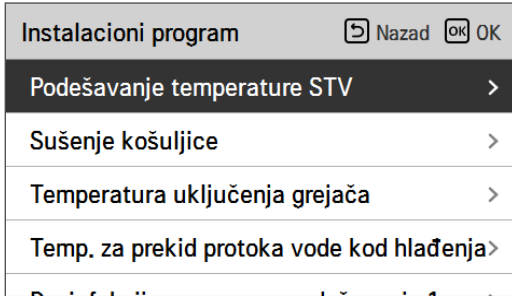 Instalacioni program Nazad OK OK
Podešavanje temperature STV >
Sušenje košuljice >
Temperatura uključenja grejača >
Temp. za prekid protoka vode kod hlađenja>